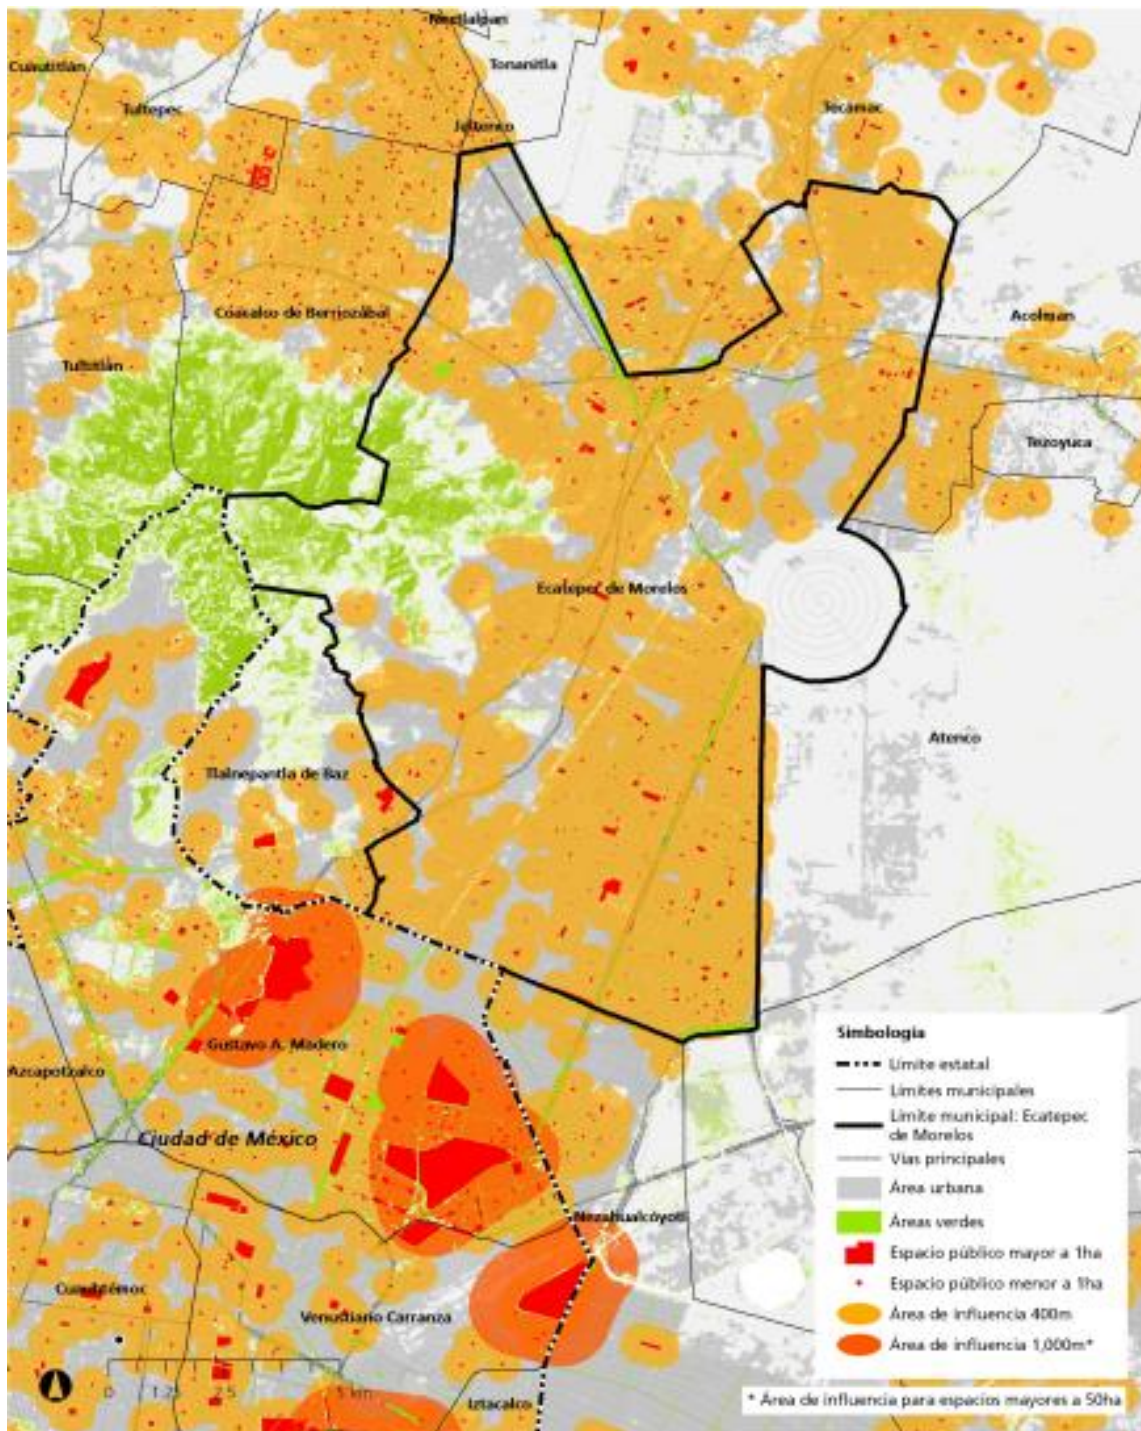 Nextlalpan
Cuautitlán
Tonanitla
Tultepec
Tecámac
Jaltenco
Coacalco de Berriozábal
Acolman
Tultitlán
Tezoyuca
Ecatepec de Morelos
Atenco
Tlalnepantla de Baz
Gustavo A. Madero
Azcapotzalco
Ciudad de México
Nezahualcóyotl
Cuauhtémoc
Venustiano Carranza
Iztacalco
0 1.25 2.5 5 km
Simbología
Límite estatal
Límites municipales
Límite municipal: Ecatepec
de Morelos
Vías principales
Área urbana
Áreas verdes
Espacio público mayor a 1ha
Espacio público menor a 1ha
Área de influencia 400m
Área de influencia 1,000m*
* Área de influencia para espacios mayores a 50ha